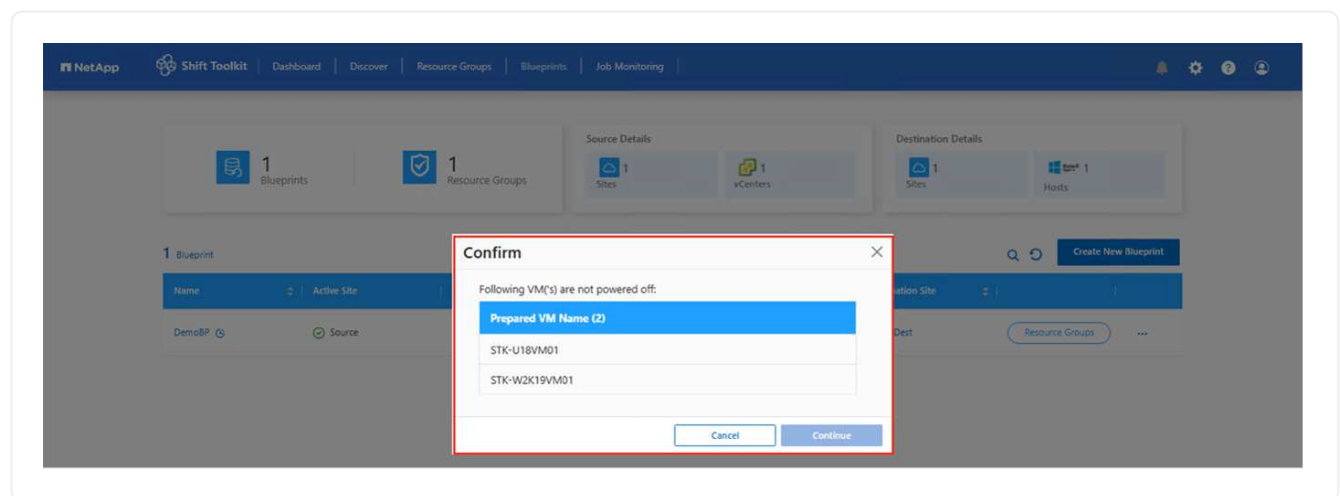 NetApp Shift Toolkit Dashboard Discover Resource Groups Blueprints Job Monitoring
Source Details Destination Details
1 1 1 1 1 1
Blueprints Resource Groups Sites vCenters Sites Hosts
1 Blueprint Create New Blueprint
Name Active Site ation Site
DemoBP Source Dest Resource Groups ...
Confirm
Following VM('s) are not powered off:
Prepared VM Name (2)
STK-U18VM01
STK-W2K19VM01
Cancel Continue